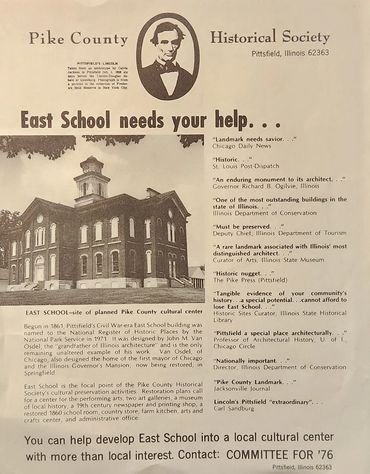 Pike County Historical Society
Pittsfield, Illinois 62363
PITTSFIELD'S LINCOLN
East School needs your help. . .
"Landmark needs savior. . ."
Chicago Daily News
"Historic. . ."
St. Louis Post-Dispatch
"An enduring monument to its architect. . ."
Governor Richard B. Ogilvie, Illinois
"One of the most outstanding buildings in the
state of Illinois. . ."
Illinois Department of Conservation
"Must be preserved. . ."
Deputy Chief, Illinois Department of Tourism
"A rare landmark associated with Illinois' most
distinguished architect. . ."
Curator of Arts, Illinois State Museum
"Historic nugget. . ."
The Pike Press (Pittsfield)
"Tangible evidence of your community's
history. . .a special potential. . .cannot afford to
lose East School. . ."
Historic Sites Curator, Illinois State Historical
Library
"Pittsfield a special place architecturally. . ."
Professor of Architectural History, U. of I.,
Chicago Circle
"Nationally important. . ."
Director, Illinois Department of Conservation
"Pike County Landmark. . ."
Jacksonville Journal
Lincoln's Pittsfield "extraordinary". . .
Carl Sandburg
EAST SCHOOL–site of planned Pike County cultural center
Begun in 1861, Pittsfield's Civil War era East School building was
named to the National Register of Historic Places by the
National Park Service in 1971. It was designed by John M. Van
Osdel, the "grandfather of Illinois architecture" and is the only
remaining unaltered example of his work. Van Osdel, of
Chicago, also designed the home of the first mayor of Chicago
and the Illinois Governor's Mansion, now being restored, in
Springfield.
East School is the focal point of the Pike County Historical
Society's cultural preservation activities. Restoration plans call
for a center for the performing arts, two art galleries, a museum
of local history, a 19th century newspaper and printing shop, a
restored 1860 school room, country store, farm kitchen, arts and
crafts center, and administrative office.
You can help develop East School into a local cultural
center with more than local interest. Contact: COMMITTEE FOR '76
Pittsfield, Illinois 62363